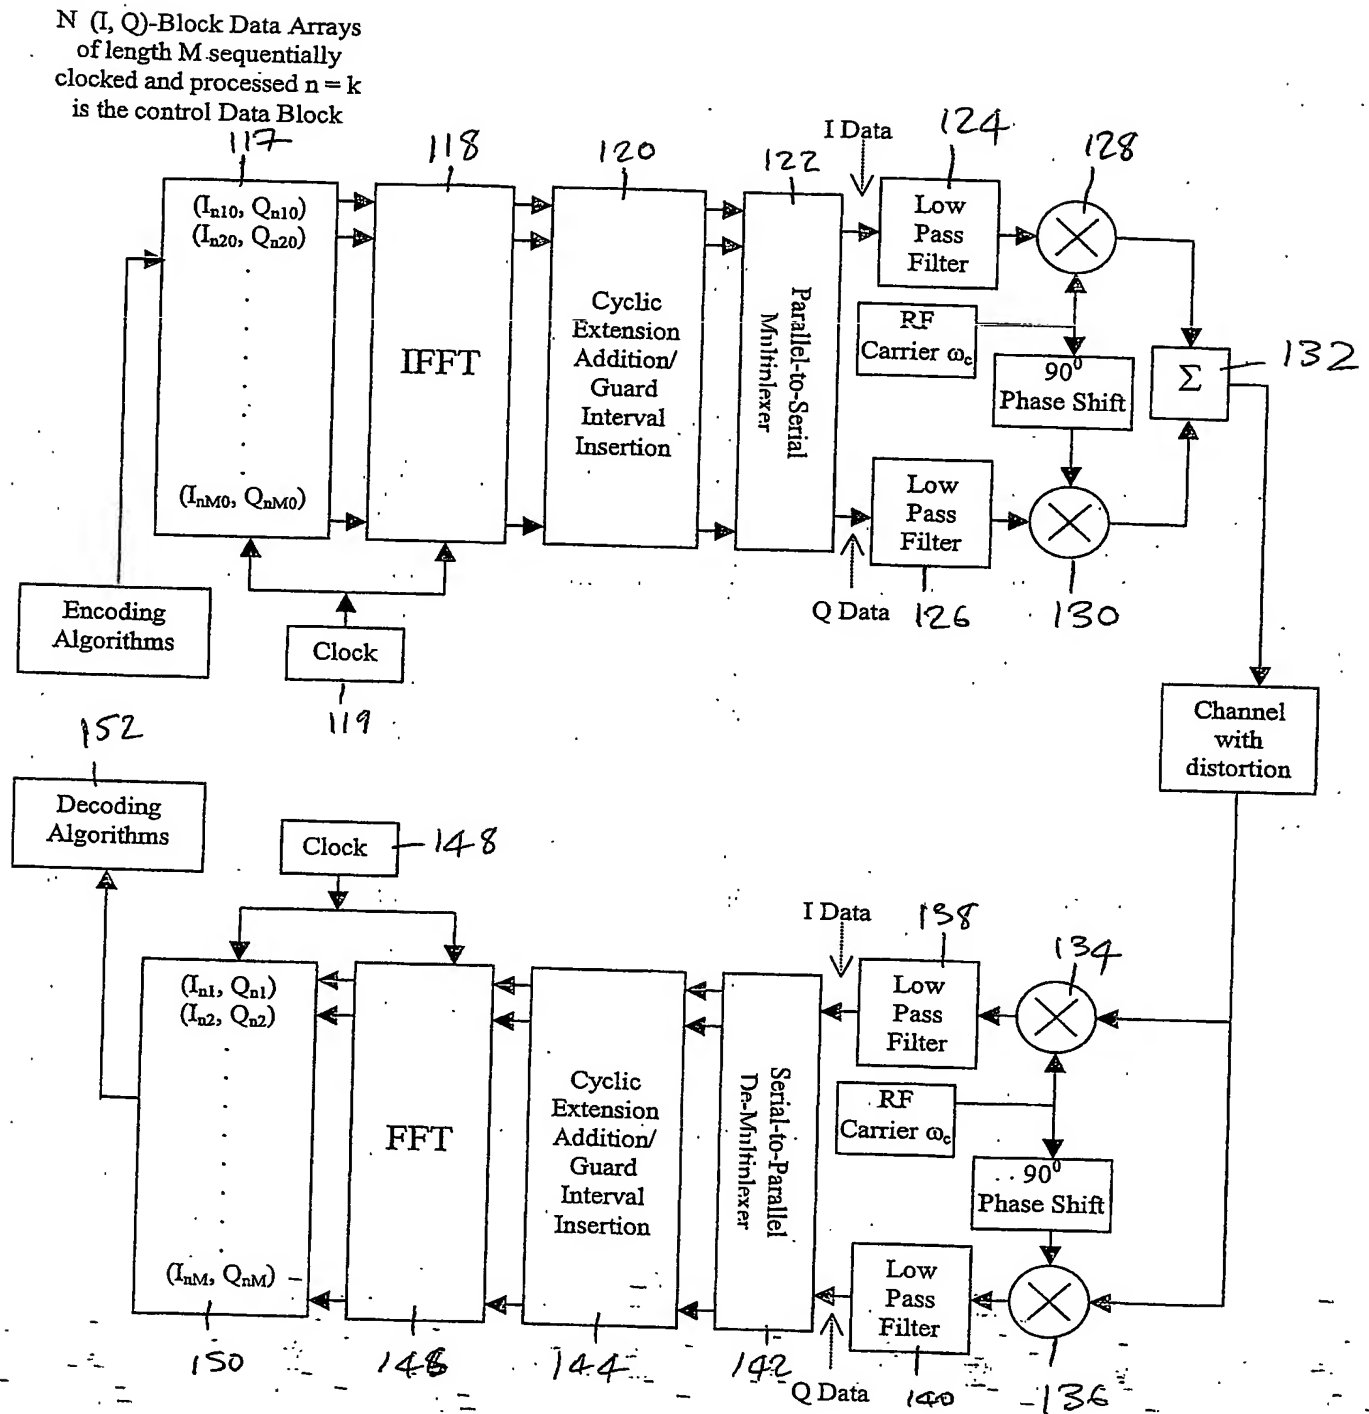 N (I, Q)-Block Data Arrays
of length M sequentially
clocked and processed n = k
is the control Data Block
117
118
120
122
I Data
124
128
(In10, Qn10)
(In20, Qn20)
IFFT
Cyclic
Extension
Addition/
Guard
Interval
Insertion
Parallel-to-Serial
Multinlexer
Low
Pass
Filter
RF
Carrier ωc
90⁰
Phase Shift
Σ
132
(InM0, QnM0)
Low
Pass
Filter
Q Data
126
130
Encoding
Algorithms
Clock
119
Channel
with
distortion
152
Decoding
Algorithms
Clock
148
I Data
138
134
(In1, Qn1)
(In2, Qn2)
FFT
Cyclic
Extension
Addition/
Guard
Interval
Insertion
Serial-to-Parallel
De-Multinlexer
Low
Pass
Filter
RF
Carrier ωc
90⁰
Phase Shift
(InM, QnM)
Low
Pass
Filter
150
144
142
Q Data
140
136